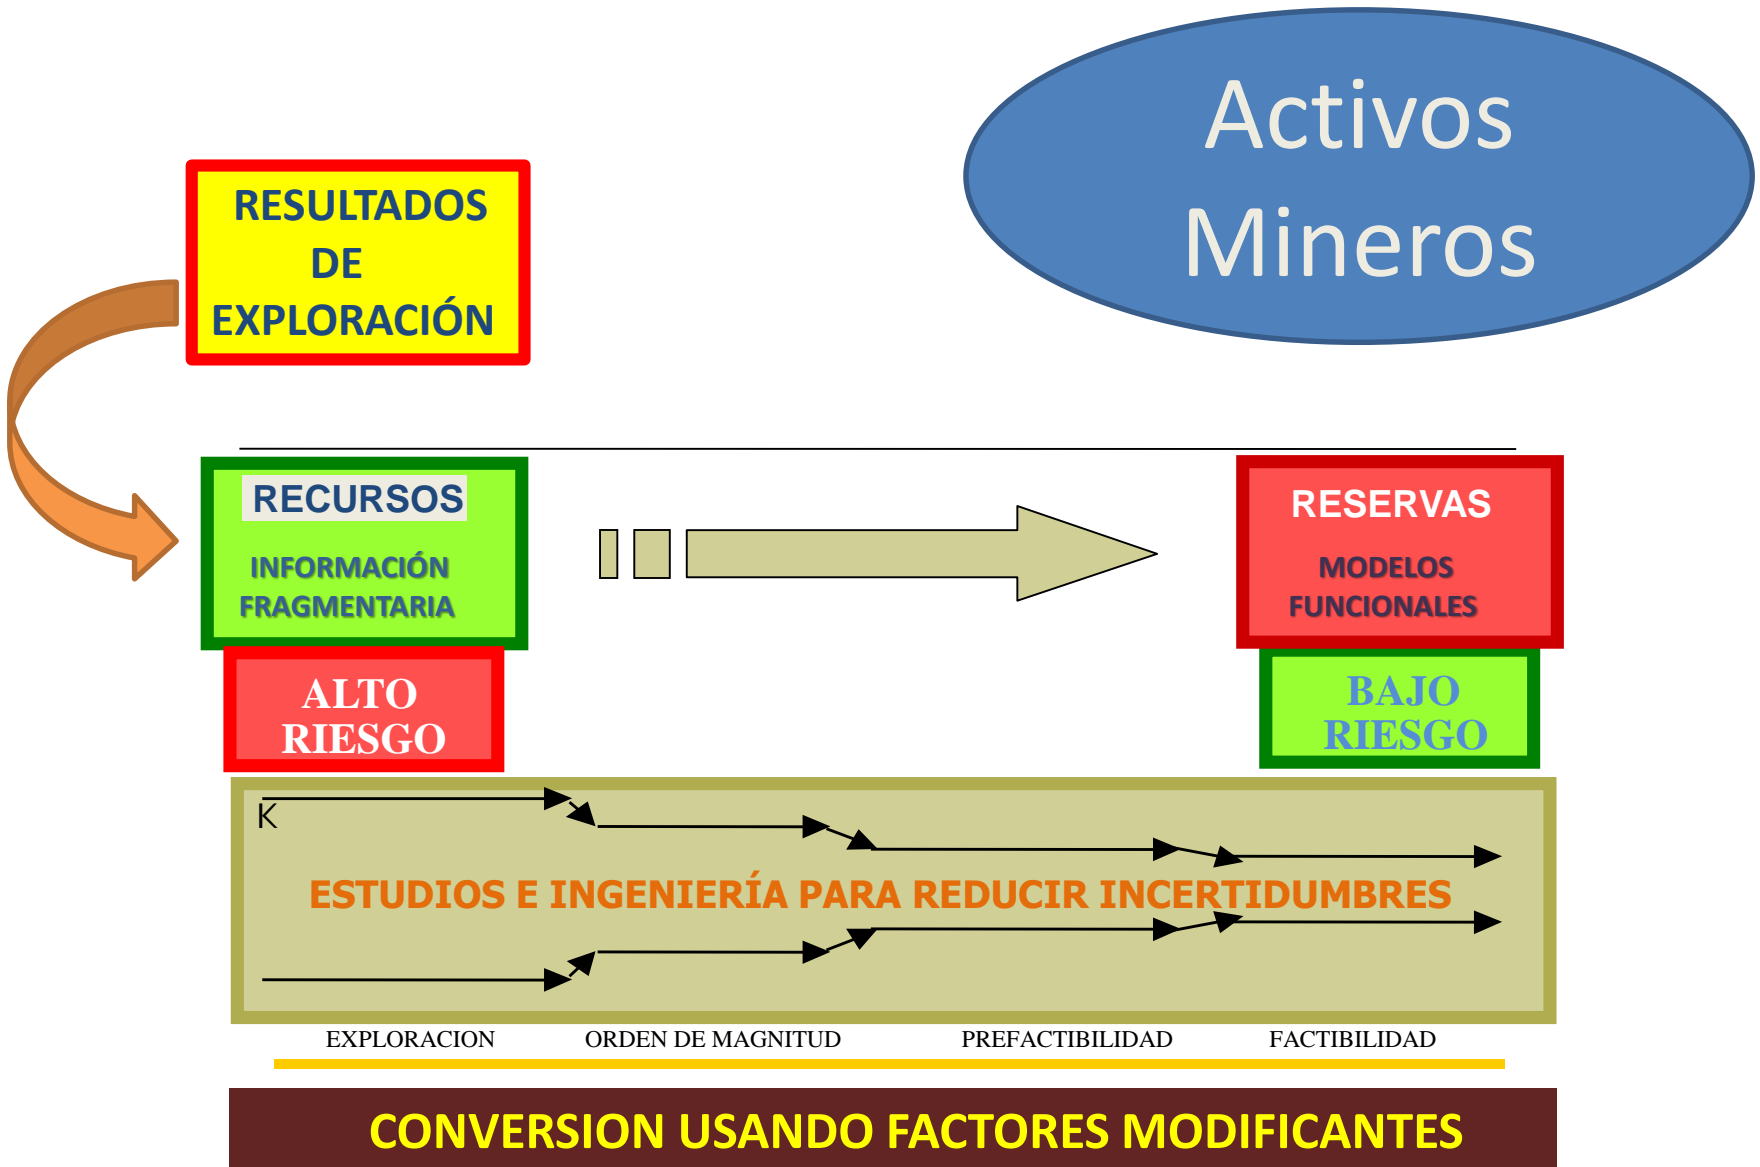 Activos
Mineros
RESULTADOS
DE
EXPLORACIÓN
RECURSOS
INFORMACIÓN
FRAGMENTARIA
RESERVAS
MODELOS
FUNCIONALES
ALTO
RIESGO
BAJO
RIESGO
K
ESTUDIOS E INGENIERÍA PARA REDUCIR INCERTIDUMBRES
EXPLORACION ORDEN DE MAGNITUD PREFACTIBILIDAD FACTIBILIDAD
CONVERSION USANDO FACTORES MODIFICANTES